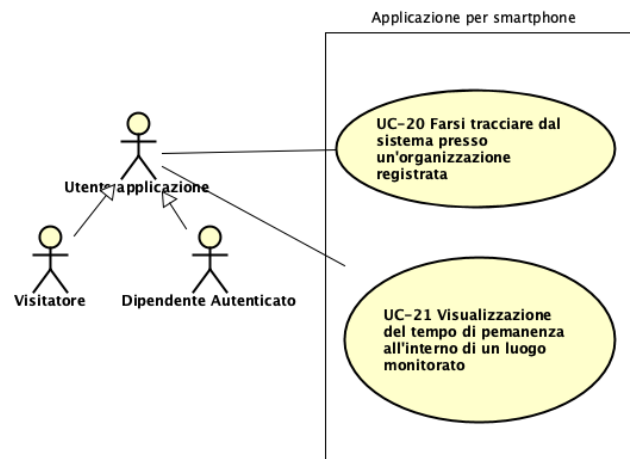 Applicazione per smartphone
UC-20 Farsi tracciare dal
sistema presso
un'organizzazione
registrata
Utente applicazione
Visitatore
Dipendente Autenticato
UC-21 Visualizzazione
del tempo di pemanenza
all'interno di un luogo
monitorato